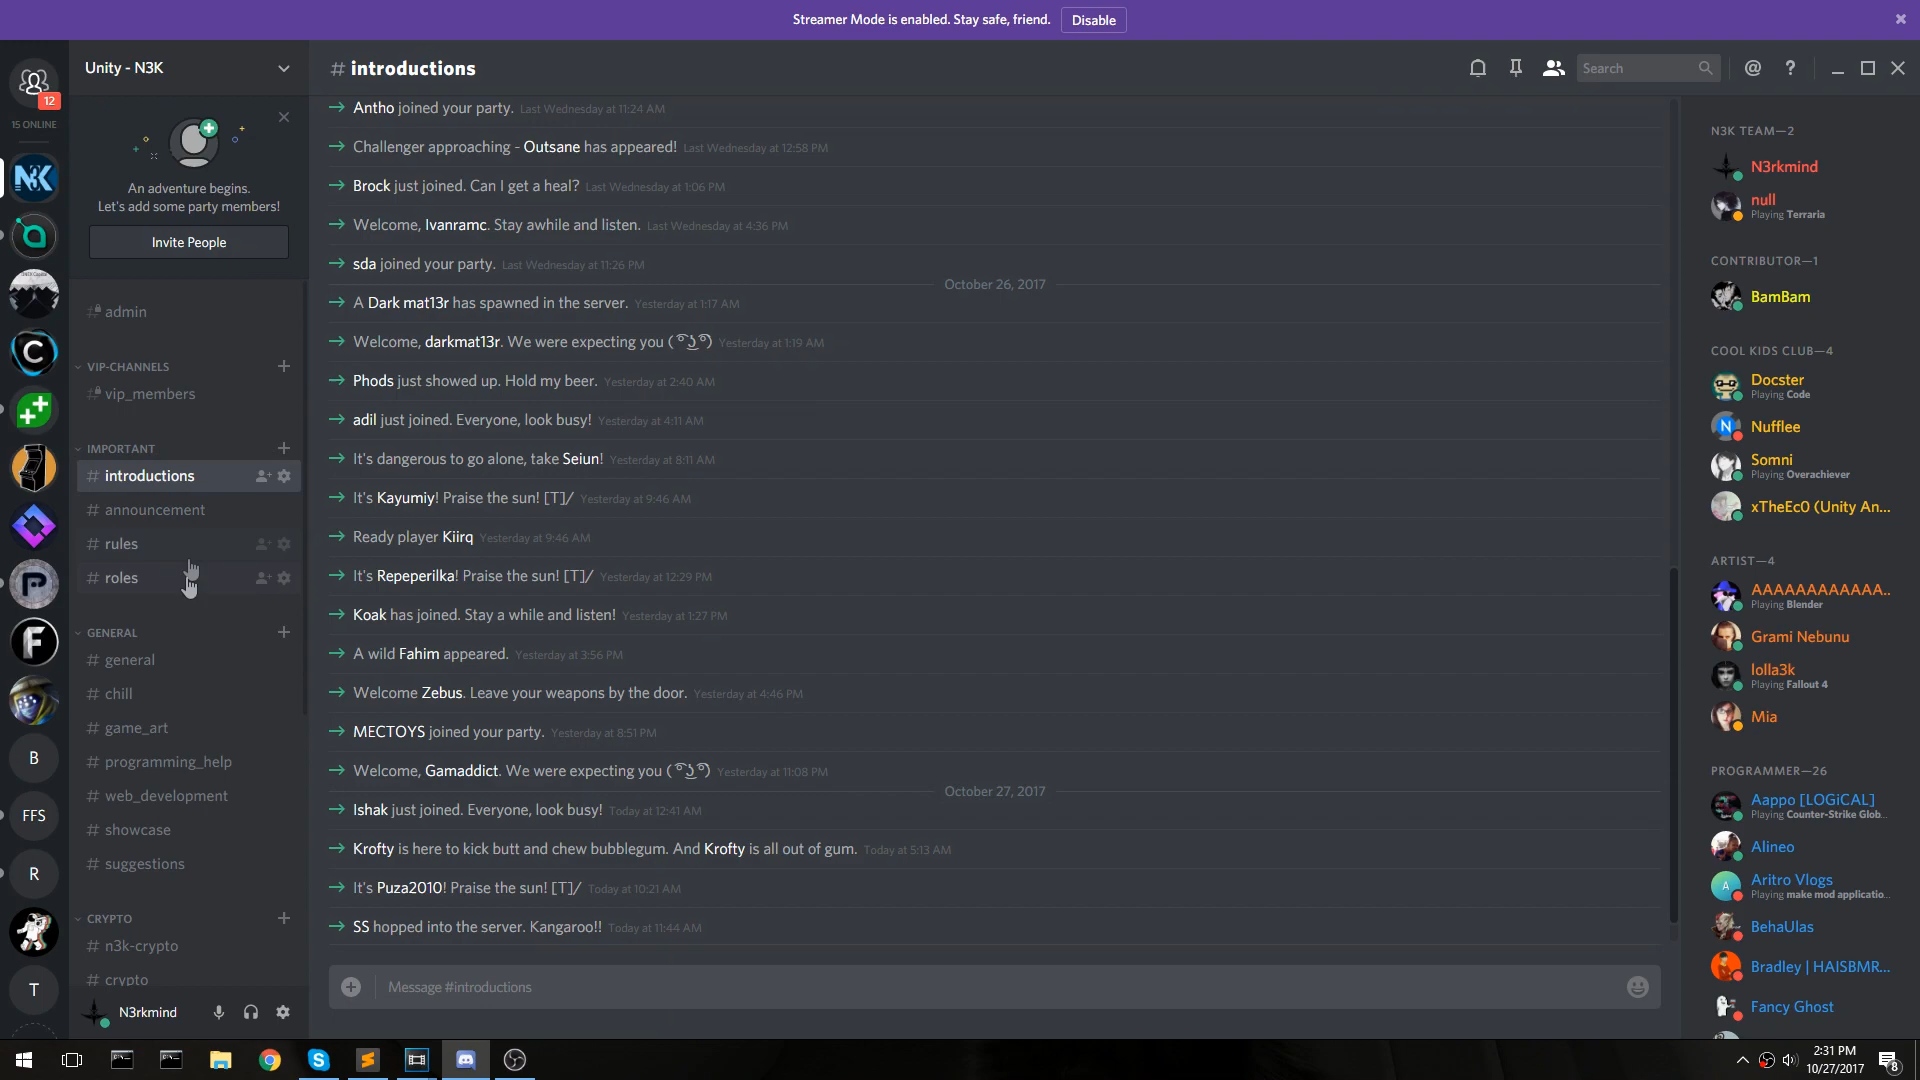 Streamer Mode is enabled. Stay safe, friend. Disable
12
15 ONLINE
N3K
C
F
B
FFS
R
T
Unity - N3K
An adventure begins.
Let's add some party members!
Invite People
admin
VIP-CHANNELS
vip_members
IMPORTANT
# introductions
# announcement
# rules
# roles
GENERAL
# general
# chill
# game_art
# programming_help
# web_development
# showcase
# suggestions
CRYPTO
# n3k-crypto
# crypto
N3rkmind
# introductions
Search
Antho joined your party. Last Wednesday at 11:24 AM
Challenger approaching - Outsane has appeared! Last Wednesday at 12:58 PM
Brock just joined. Can I get a heal? Last Wednesday at 1:06 PM
Welcome, Ivanramc. Stay awhile and listen. Last Wednesday at 4:36 PM
sda joined your party. Last Wednesday at 11:26 PM
October 26, 2017
A Dark mat13r has spawned in the server. Yesterday at 1:17 AM
Welcome, darkmat13r. We were expecting you ( ͡° ͜ʖ ͡°) Yesterday at 1:19 AM
Phods just showed up. Hold my beer. Yesterday at 2:40 AM
adil just joined. Everyone, look busy! Yesterday at 4:11 AM
It's dangerous to go alone, take Seiun! Yesterday at 8:11 AM
It's Kayumiy! Praise the sun! [T]/ Yesterday at 9:46 AM
Ready player Kiirq Yesterday at 9:46 AM
It's Repeperilka! Praise the sun! [T]/ Yesterday at 12:29 PM
Koak has joined. Stay a while and listen! Yesterday at 1:27 PM
A wild Fahim appeared. Yesterday at 3:56 PM
Welcome Zebus. Leave your weapons by the door. Yesterday at 4:46 PM
MECTOYS joined your party. Yesterday at 8:51 PM
Welcome, Gamaddict. We were expecting you ( ͡° ͜ʖ ͡°) Yesterday at 11:08 PM
October 27, 2017
Ishak just joined. Everyone, look busy! Today at 12:41 AM
Krofty is here to kick butt and chew bubblegum. And Krofty is all out of gum. Today at 5:13 AM
It's Puza2010! Praise the sun! [T]/ Today at 10:21 AM
SS hopped into the server. Kangaroo!! Today at 11:44 AM
Message #introductions
N3K TEAM—2
N3rkmind
null
Playing Terraria
CONTRIBUTOR—1
BamBam
COOL KIDS CLUB—4
Docster
Playing Code
Nufflee
Somni
Playing Overachiever
xTheEc0 (Unity An...
ARTIST—4
AAAAAAAAAAAA...
Playing Blender
Grami Nebunu
lolla3k
Playing Fallout 4
Mia
PROGRAMMER—26
Aappo [LOGiCAL]
Playing Counter-Strike Glob...
Alineo
Aritro Vlogs
Playing make mod applicatio...
BehaUlas
Bradley | HAISBMR...
Fancy Ghost
2:31 PM
10/27/2017
8